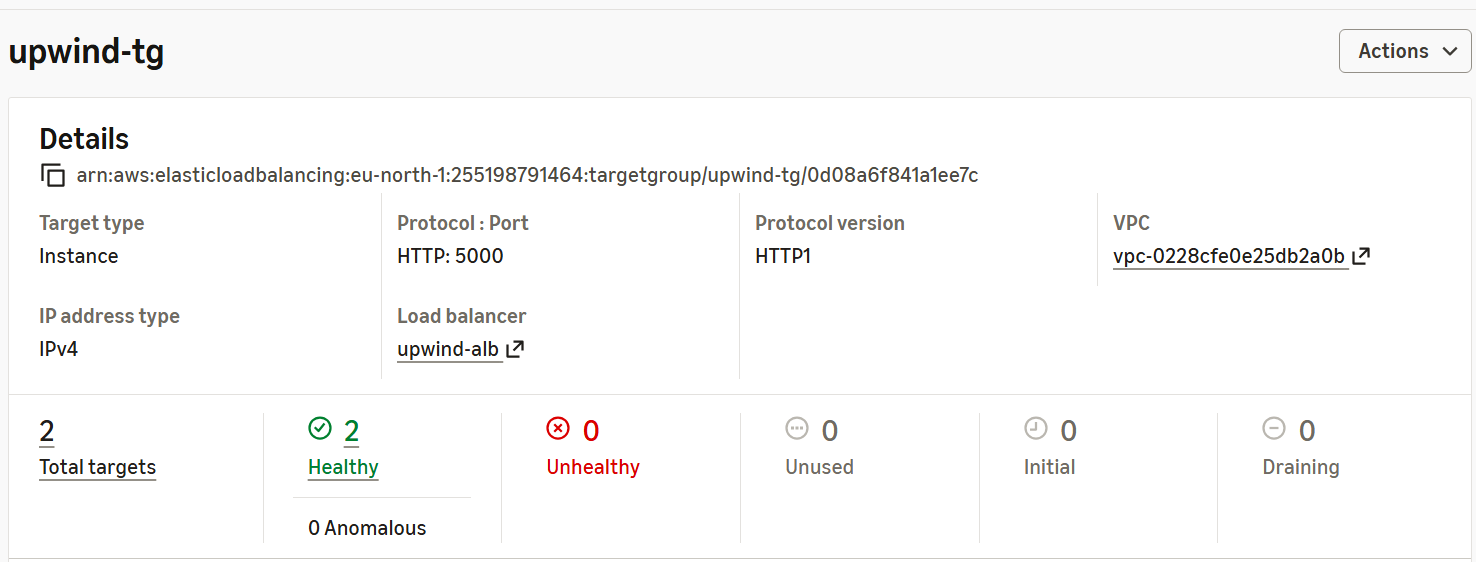 upwind-tg
Actions
Details
arn:aws:elasticloadbalancing:eu-north-1:255198791464:targetgroup/upwind-tg/0d08a6f841a1ee7c
Target type
Instance
Protocol : Port
HTTP: 5000
Protocol version
HTTP1
VPC
vpc-0228cfe0e25db2a0b
IP address type
IPv4
Load balancer
upwind-alb
2
Total targets
2
Healthy
0 Anomalous
0
Unhealthy
0
Unused
0
Initial
0
Draining